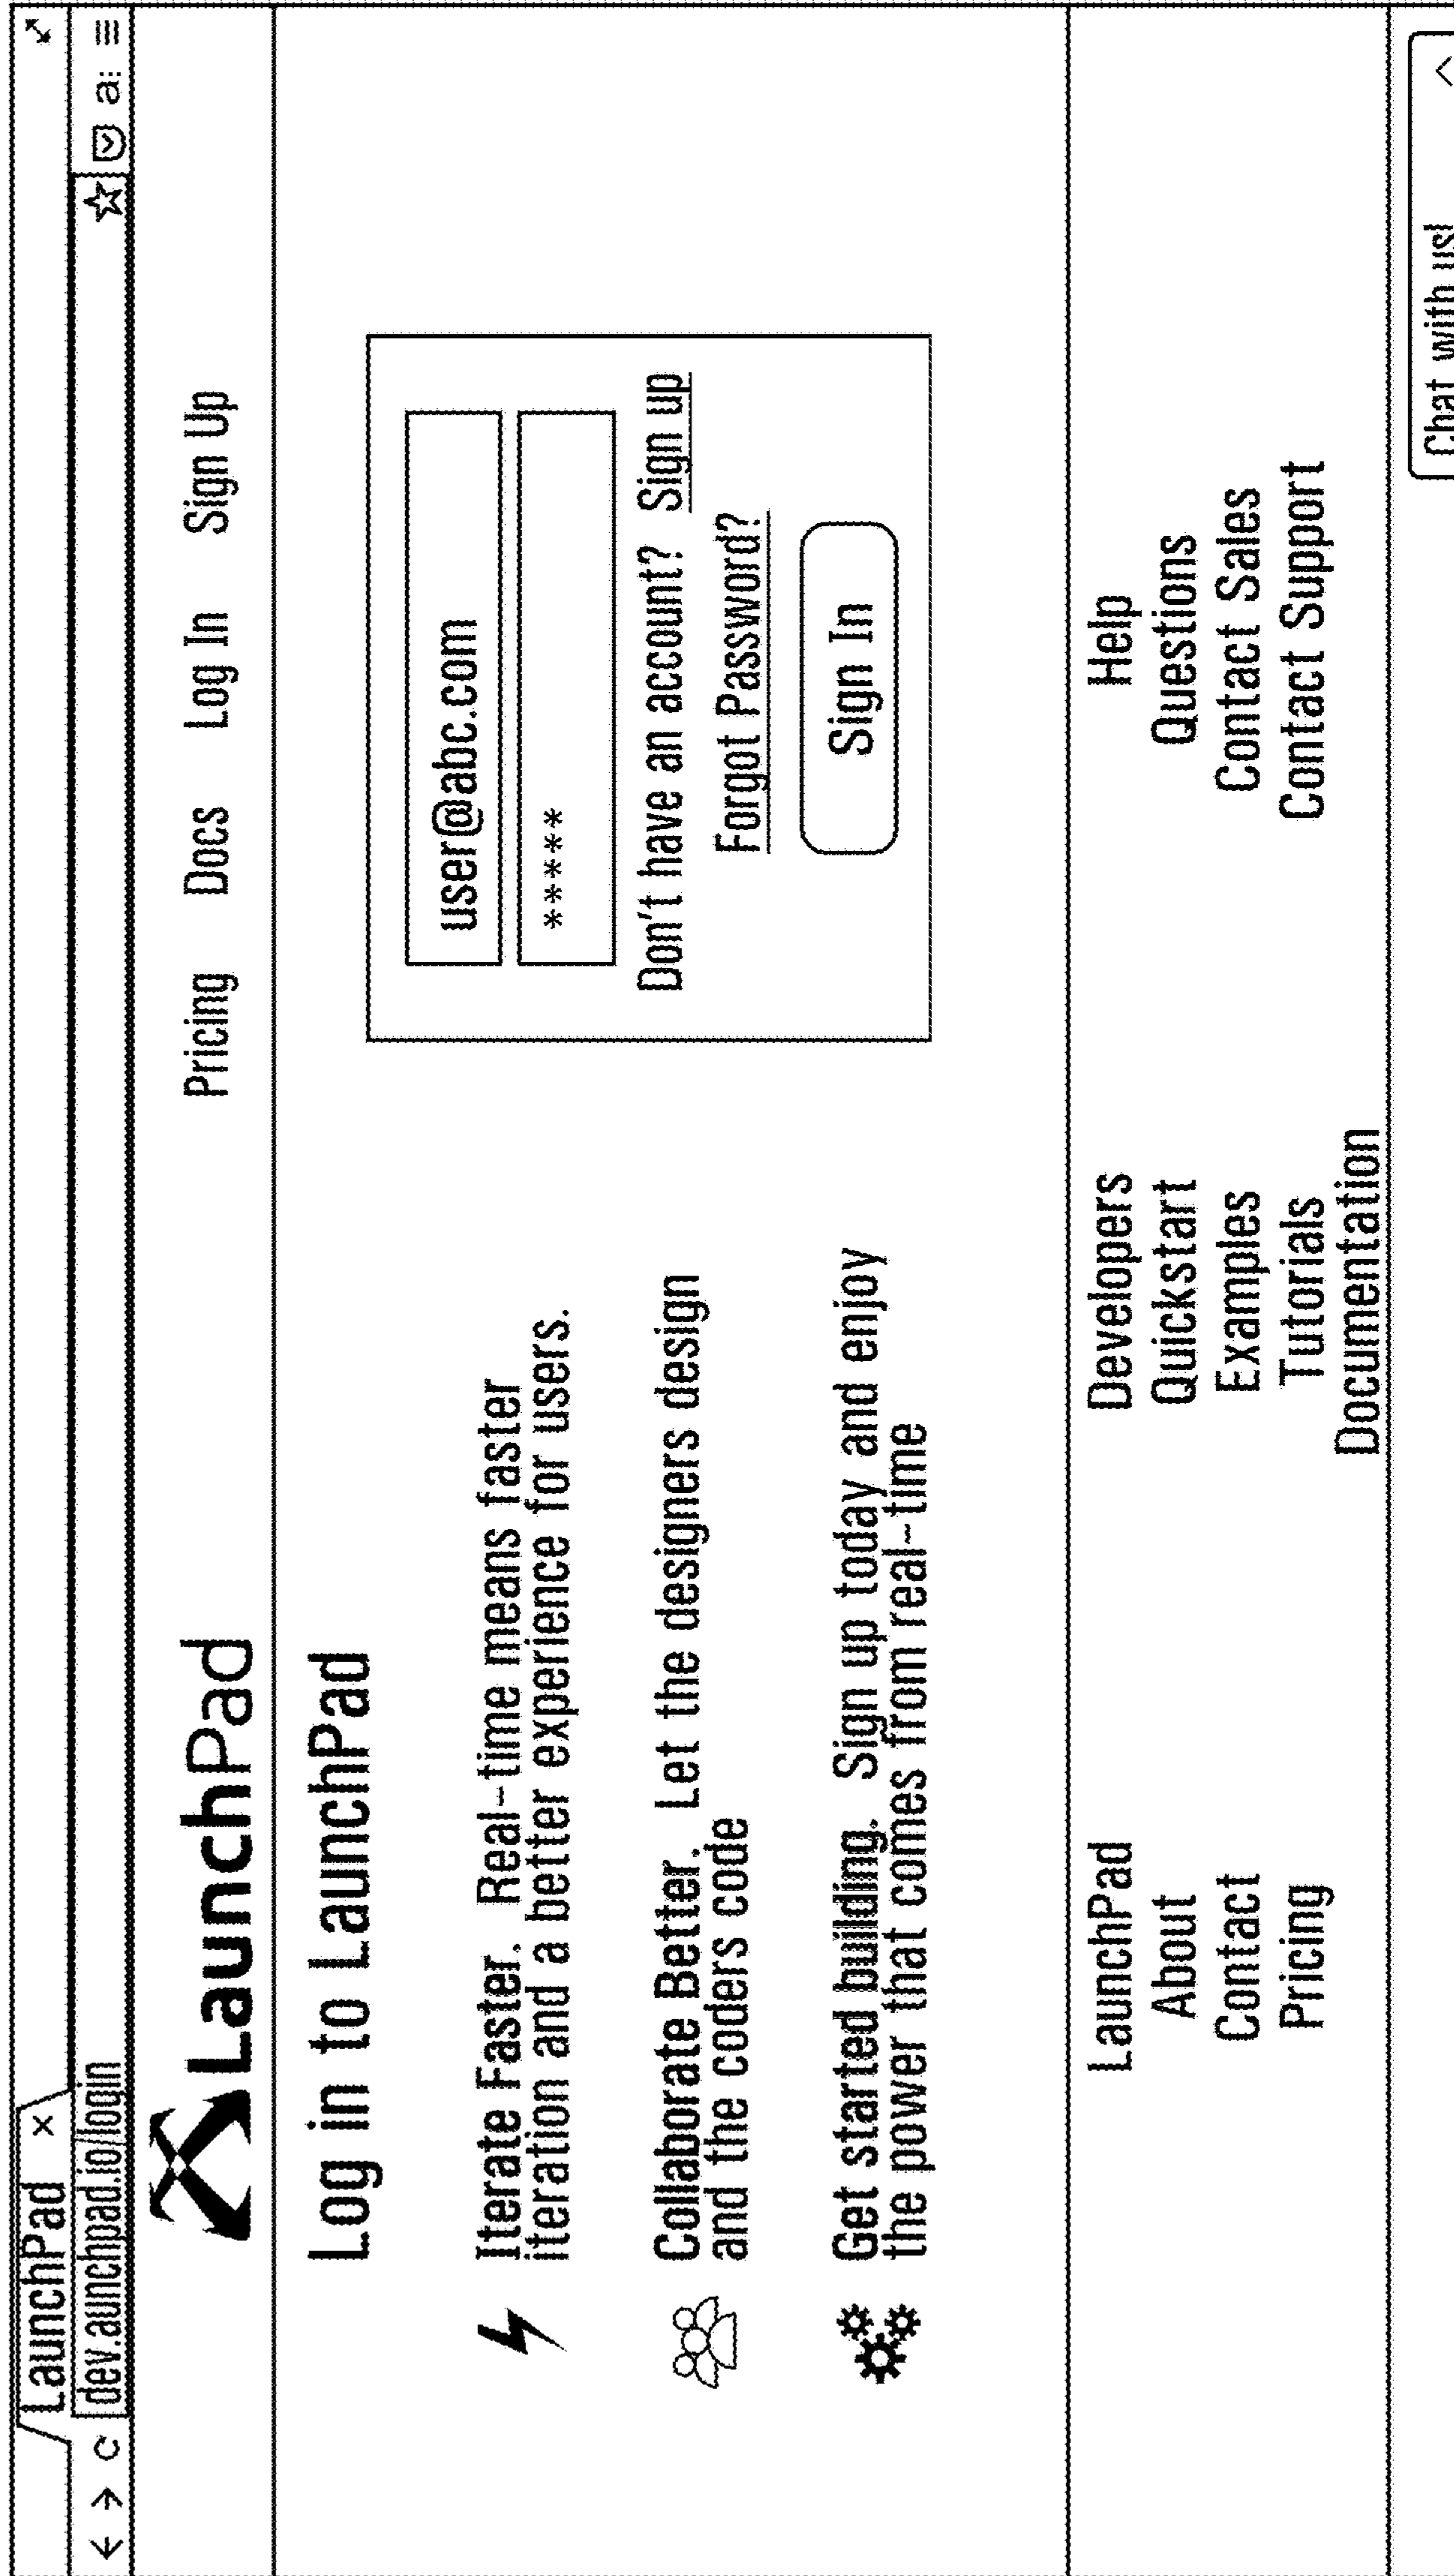 LaunchPad ×
dev.aunchpad.io/login
a:
LaunchPad
Pricing Docs Log In Sign Up
Log in to LaunchPad
Iterate Faster. Real-time means faster
iteration and a better experience for users.
Collaborate Better. Let the designers design
and the coders code
Get started building. Sign up today and enjoy
the power that comes from real-time
user@abc.com
*****
Don't have an account? Sign up
Forgot Password?
Sign In
LaunchPad
About
Contact
Pricing
Developers
Quickstart
Examples
Tutorials
Documentation
Help
Questions
Contact Sales
Contact Support
Chat with us!